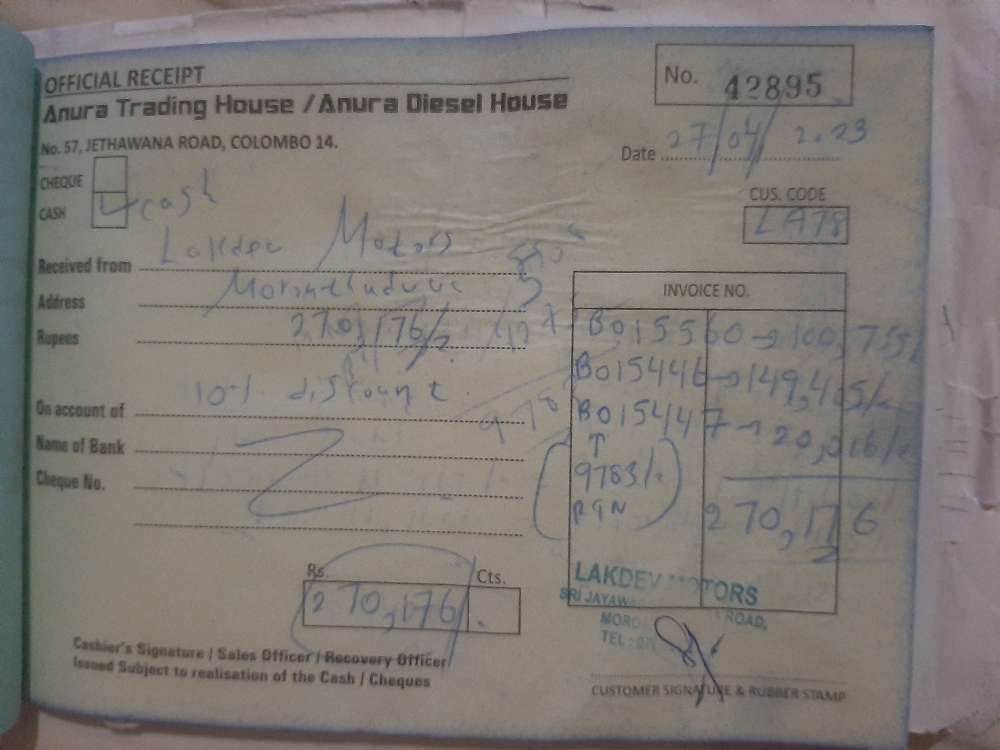 OFFICIAL RECEIPT
Anura Trading House / Anura Diesel House
No. 57, JETHAWANA ROAD, COLOMBO 14.
No. 42895
Date 27/04/2023
CHEQUE
CASH cash
CUS. CODE
LA78
Received from Lakdev Motors
Address
Rupees 270,176/
10% discount
On account of
Name of Bank
Cheque No.
INVOICE NO.
B015560 → 100,755/
B015446 → 149,405/
B015447 → 20,016/
↑
9783/
RTN
270,176
Rs. Cts.
270,176/
Cashier's Signature / Sales Officer / Recovery Officer
Issued Subject to realisation of the Cash / Cheques
LAKDEV MOTORS
SRI ROAD,
TEL :
CUSTOMER SIGNATURE & RUBBER STAMP